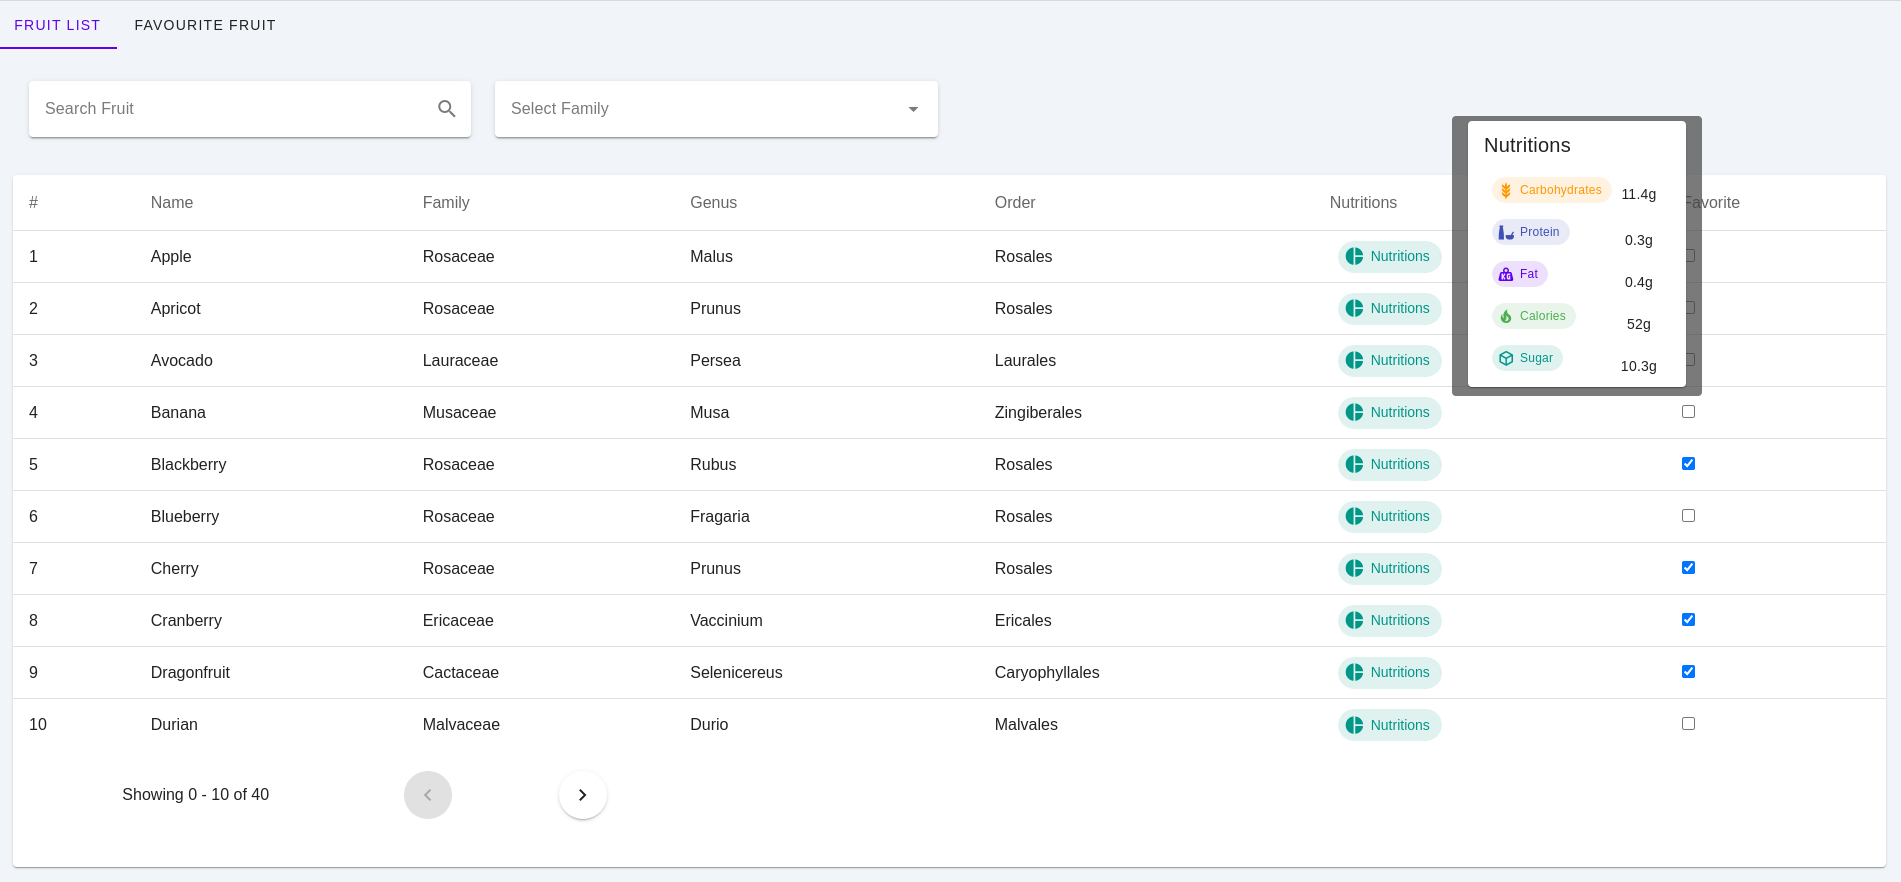 FRUIT LIST FAVOURITE FRUIT
Search Fruit Select Family
Nutritions
Carbohydrates 11.4g
Protein 0.3g
Fat 0.4g
Calories 52g
Sugar 10.3g
# Name Family Genus Order Nutritions Favorite
1 Apple Rosaceae Malus Rosales Nutritions
2 Apricot Rosaceae Prunus Rosales Nutritions
3 Avocado Lauraceae Persea Laurales Nutritions
4 Banana Musaceae Musa Zingiberales Nutritions
5 Blackberry Rosaceae Rubus Rosales Nutritions
6 Blueberry Rosaceae Fragaria Rosales Nutritions
7 Cherry Rosaceae Prunus Rosales Nutritions
8 Cranberry Ericaceae Vaccinium Ericales Nutritions
9 Dragonfruit Cactaceae Selenicereus Caryophyllales Nutritions
10 Durian Malvaceae Durio Malvales Nutritions
Showing 0 - 10 of 40